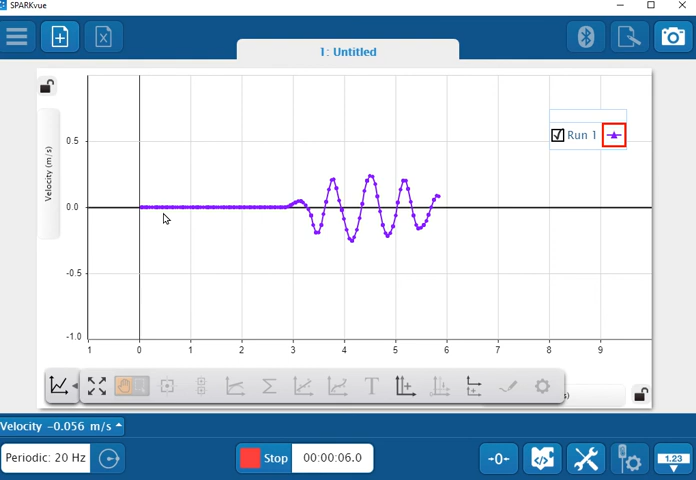 SPARKvue
1: Untitled
Run 1
Velocity (m/s)
0.5
0.0
-0.5
-1.0
1 0 1 2 3 4 5 6 7 8 9
T
s)
Velocity -0.056 m/s
Periodic: 20 Hz
Stop
00:00:06.0
→0←
1.23